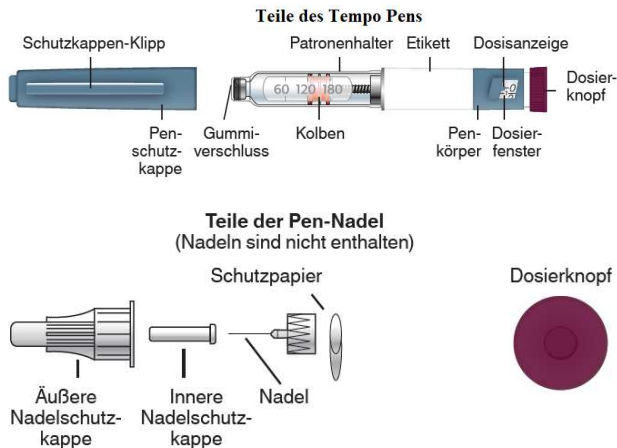 Teile des Tempo Pens
Schutzkappen-Klipp
Patronenhalter
Etikett
Dosisanzeige
Dosier-
knopf
60 120 180
0
Pen-
schutz-
kappe
Gummi-
verschluss
Kolben
Pen-
körper
Dosier-
fenster
Teile der Pen-Nadel
(Nadeln sind nicht enthalten)
Schutzpapier
Dosierknopf
Äußere
Nadelschutz-
kappe
Innere
Nadelschutz-
kappe
Nadel